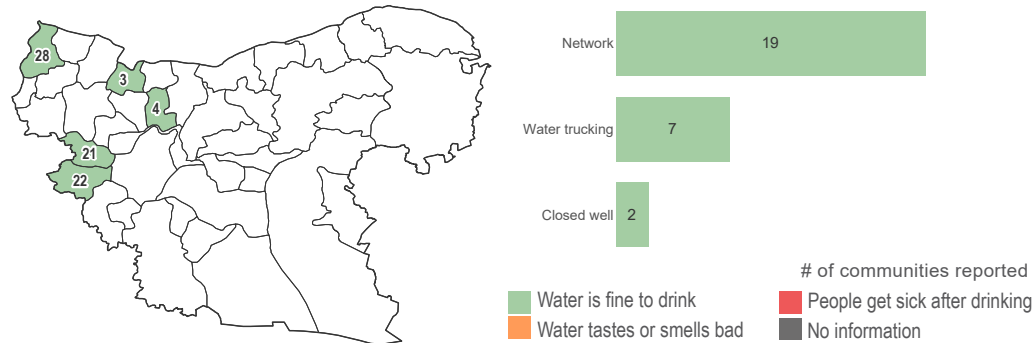 28
3
4
21
22
Network
19
Water trucking
7
Closed well
2
# of communities reported
Water is fine to drink
People get sick after drinking
Water tastes or smells bad
No information